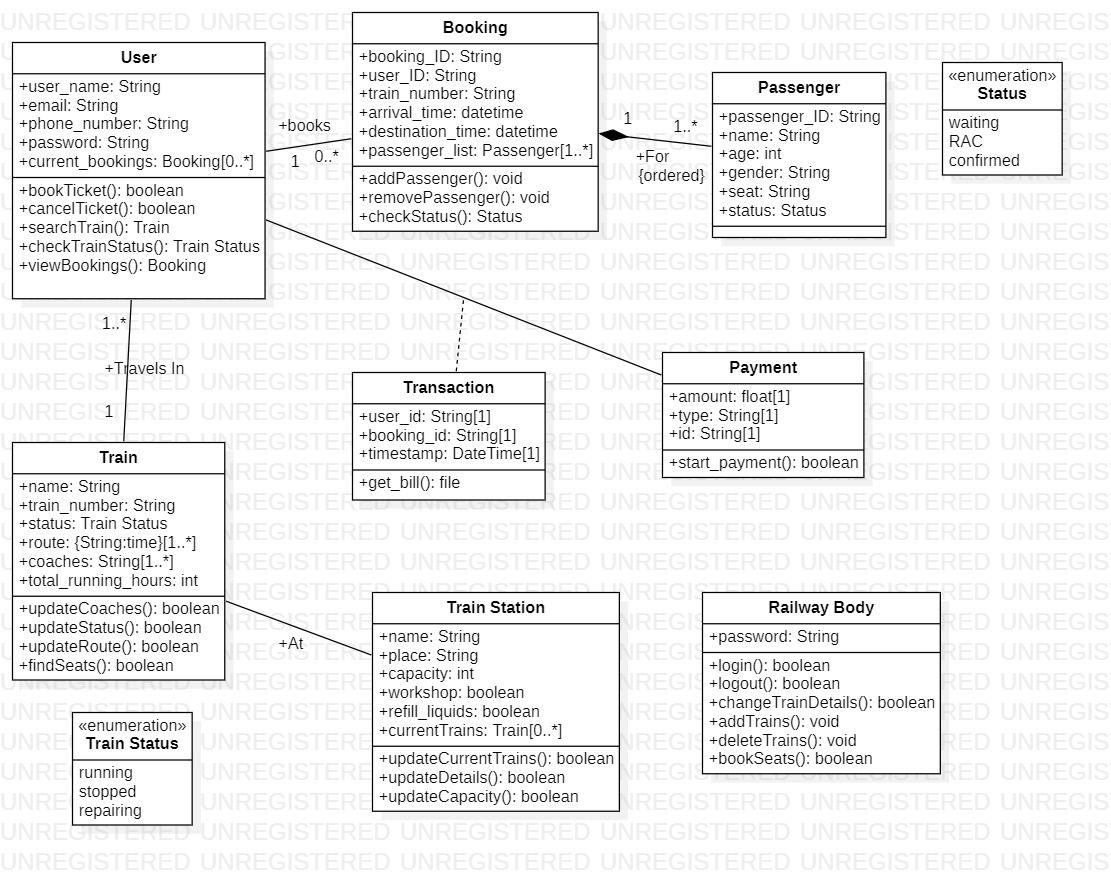 User
+user_name: String
+email: String
+phone_number: String
+password: String
+current_bookings: Booking[0..*]
+bookTicket(): boolean
+cancelTicket(): boolean
+searchTrain(): Train
+checkTrainStatus(): Train Status
+viewBookings(): Booking
+books
1
0..*
Booking
+booking_ID: String
+user_ID: String
+train_number: String
+arrival_time: datetime
+destination_time: datetime
+passenger_list: Passenger[1..*]
+addPassenger(): void
+removePassenger(): void
+checkStatus(): Status
1
1..*
+For
{ordered}
Passenger
+passenger_ID: String
+name: String
+age: int
+gender: String
+seat: String
+status: Status
«enumeration»
Status
waiting
RAC
confirmed
1..*
+Travels In
1
Transaction
+user_id: String[1]
+booking_id: String[1]
+timestamp: DateTime[1]
+get_bill(): file
Payment
+amount: float[1]
+type: String[1]
+id: String[1]
+start_payment(): boolean
Train
+name: String
+train_number: String
+status: Train Status
+route: {String:time}[1..*]
+coaches: String[1..*]
+total_running_hours: int
+updateCoaches(): boolean
+updateStatus(): boolean
+updateRoute(): boolean
+findSeats(): boolean
+At
Train Station
+name: String
+place: String
+capacity: int
+workshop: boolean
+refill_liquids: boolean
+currentTrains: Train[0..*]
+updateCurrentTrains(): boolean
+updateDetails(): boolean
+updateCapacity(): boolean
Railway Body
+password: String
+login(): boolean
+logout(): boolean
+changeTrainDetails(): boolean
+addTrains(): void
+deleteTrains(): void
+bookSeats(): boolean
«enumeration»
Train Status
running
stopped
repairing
UNREGISTERED